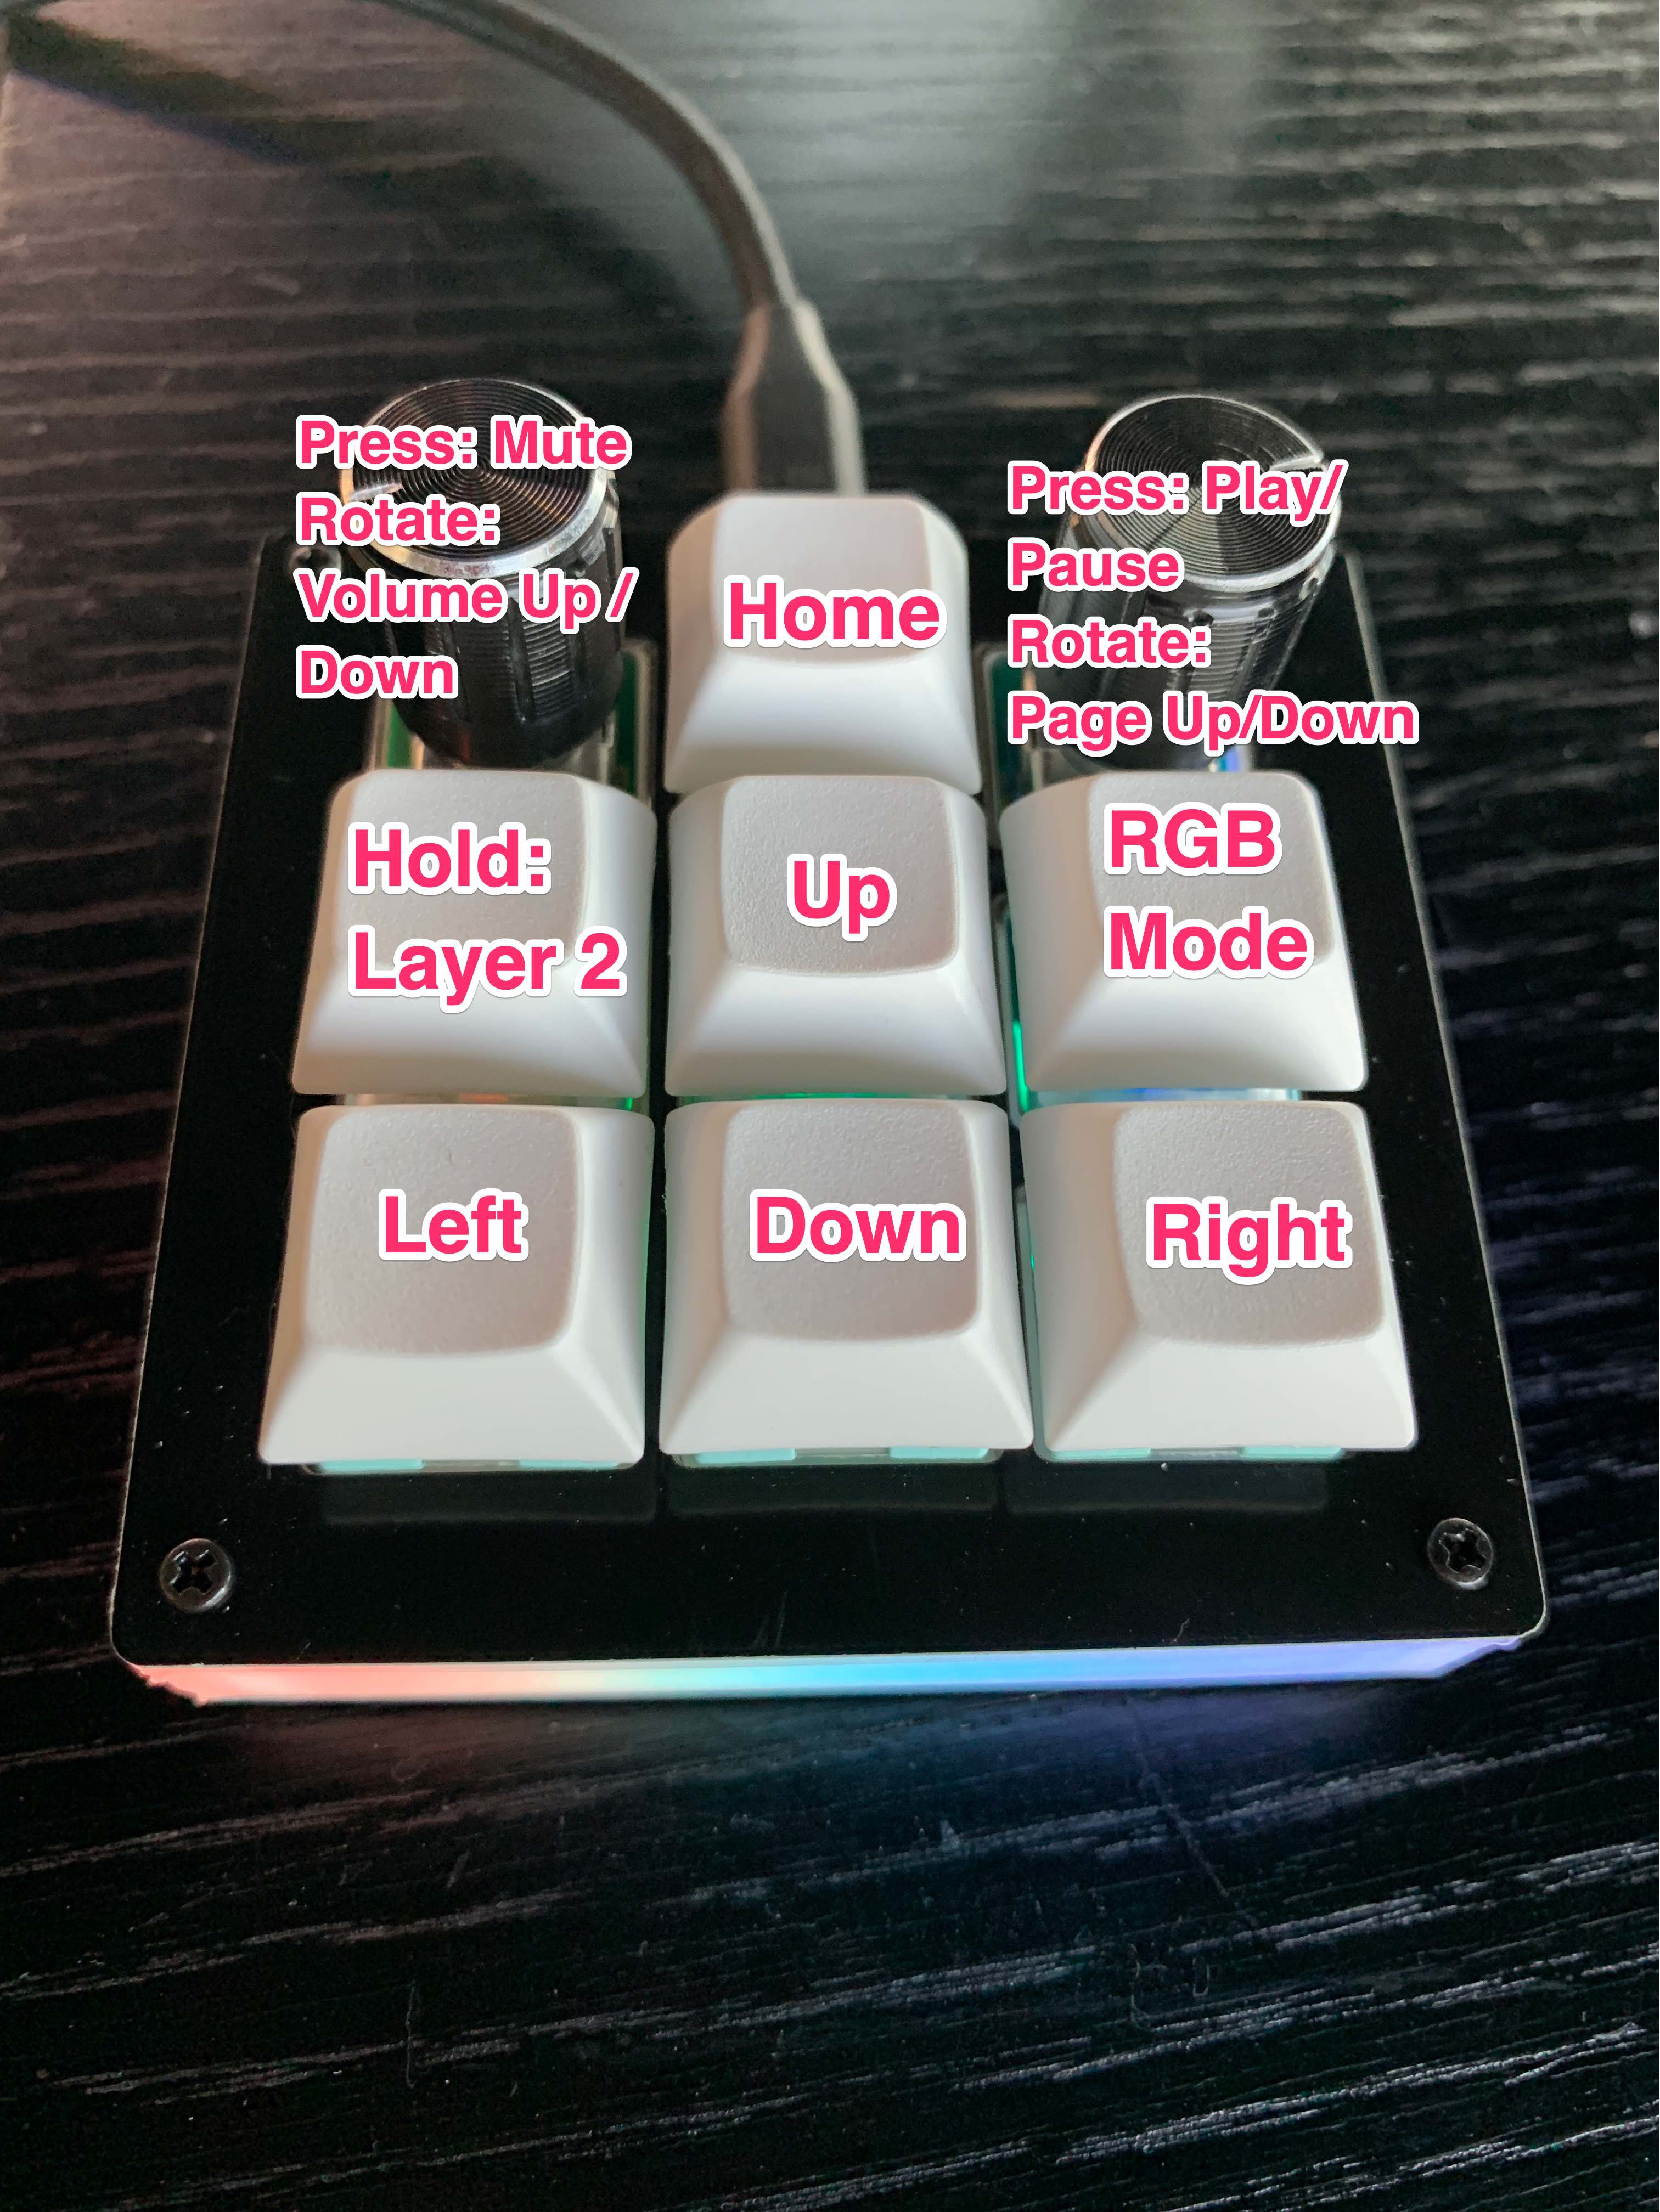 Press: Mute
Rotate:
Volume Up /
Down
Home
Press: Play/
Pause
Rotate:
Page Up/Down
Hold:
Layer 2
Up
RGB
Mode
Left
Down
Right